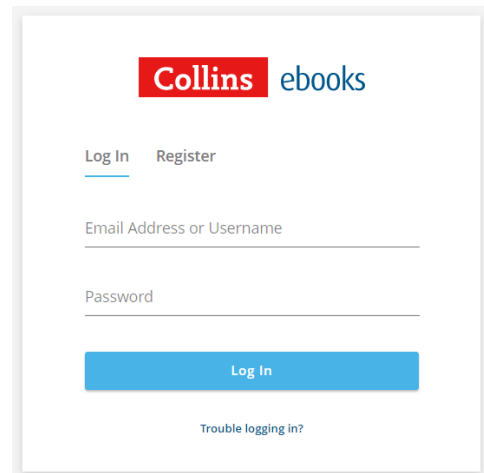 Collins ebooks
Log In Register
Email Address or Username
Password
Log In
Trouble logging in?